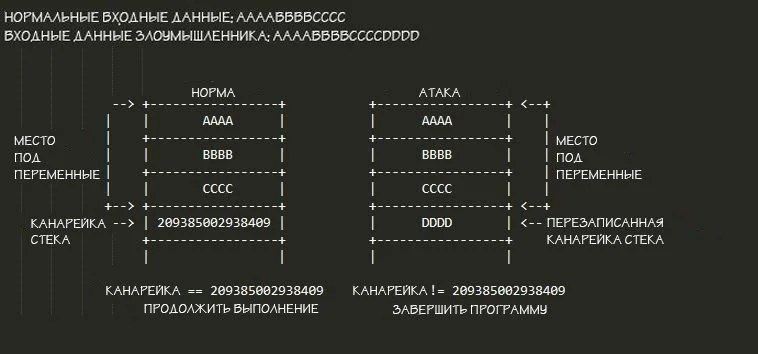 НОРМАЛЬНЫЕ ВХОДНЫЕ ДАННЫЕ: AAAABBBBCCCC
ВХОДНЫЕ ДАННЫЕ ЗЛОУМЫШЛЕННИКА: AAAABBBBCCCCDDDD
НОРМА АТАКА
AAAA AAAA
МЕСТО ПОД ПЕРЕМЕННЫЕ
BBBB BBBB
МЕСТО ПОД ПЕРЕМЕННЫЕ
CCCC CCCC
КАНАРЕЙКА СТЕКА --> 209385002938409 DDDD <-- ПЕРЕЗАПИСАННАЯ КАНАРЕЙКА СТЕКА
КАНАРЕЙКА == 209385002938409 КАНАРЕЙКА != 209385002938409
ПРОДОЛЖИТЬ ВЫПОЛНЕНИЕ ЗАВЕРШИТЬ ПРОГРАММУ